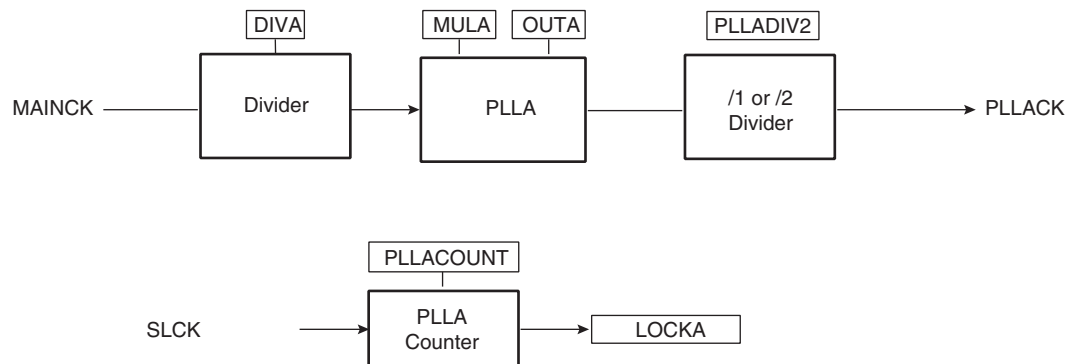 DIVA
MULA
OUTA
PLLADIV2
MAINCK
Divider
PLLA
/1 or /2
Divider
PLLACK
PLLACOUNT
SLCK
PLLA
Counter
LOCKA